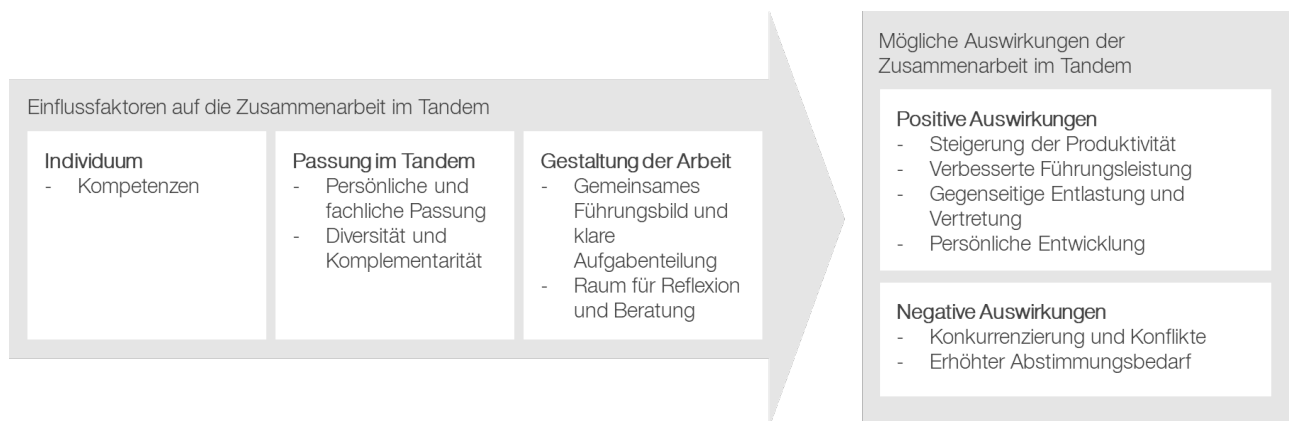 Einflussfaktoren auf die Zusammenarbeit im Tandem
Individuum
- Kompetenzen
Passung im Tandem
- Persönliche und
fachliche Passung
- Diversität und
Komplementarität
Gestaltung der Arbeit
- Gemeinsames
Führungsbild und
klare
Aufgabenteilung
- Raum für Reflexion
und Beratung
Mögliche Auswirkungen der
Zusammenarbeit im Tandem
Positive Auswirkungen
- Steigerung der Produktivität
- Verbesserte Führungsleistung
- Gegenseitige Entlastung und
Vertretung
- Persönliche Entwicklung
Negative Auswirkungen
- Konkurrenzierung und Konflikte
- Erhöhter Abstimmungsbedarf